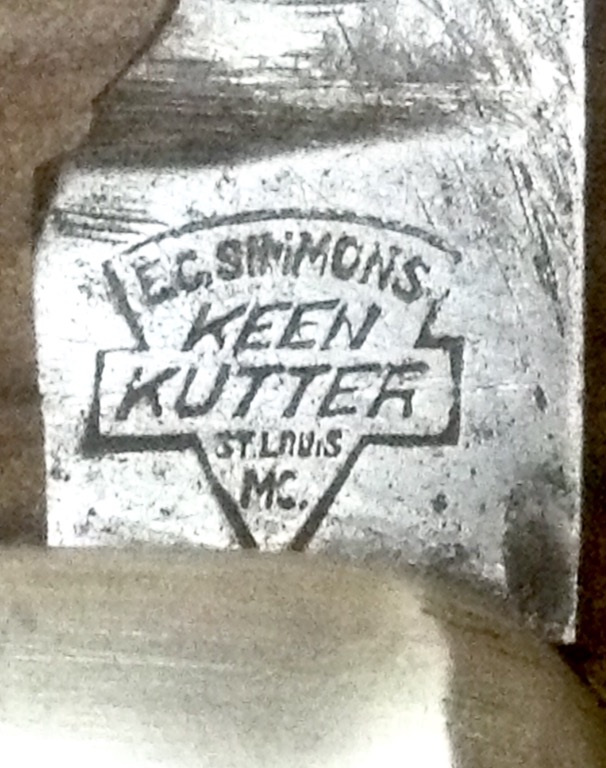 E.C. SIMMONS
KEEN
KUTTER
ST. LOUIS
MO.